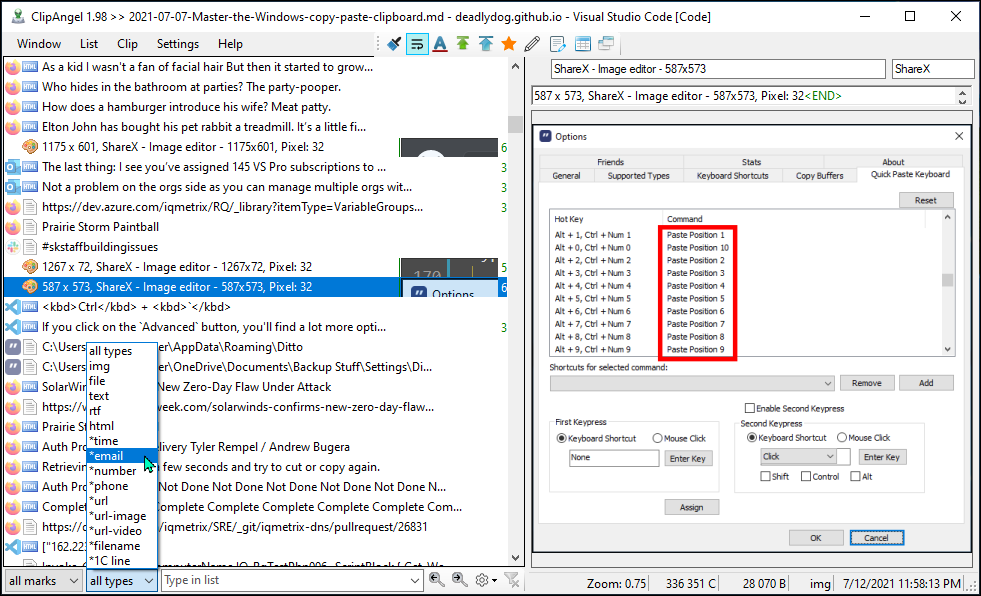 ClipAngel 1.98 >> 2021-07-07-Master-the-Windows-copy-paste-clipboard.md - deadlydog.github.io - Visual Studio Code [Code]
Window List Clip Settings Help
As a kid I wasn't a fan of facial hair But then it started to grow...
Who hides in the bathroom at parties? The party-pooper.
How does a hamburger introduce his wife? Meat patty.
Elton John has bought his pet rabbit a treadmill. It's a little fi...
1175 x 601, ShareX - Image editor - 1175x601, Pixel: 32 6
The last thing: I see you've assigned 145 VS Pro subscriptions to ... 3
Not a problem on the orgs side as you can manage multiple orgs wit... 3
https://dev.azure.com/iqmetrix/RQ/_library?itemType=VariableGroups... 3
Prairie Storm Paintball
#skstaffbuildingissues
1267 x 72, ShareX - Image editor - 1267x72, Pixel: 32 170 5
587 x 573, ShareX - Image editor - 587x573, Pixel: 32 Options 6
<kbd>Ctrl</kbd> + <kbd>`</kbd>
If you click on the `Advanced` button, you'll find a lot more opti... 3
C:\Users er\AppData\Roaming\Ditto
C:\Users er\OneDrive\Documents\Backup Stuff\Settings\Di...
SolarWin New Zero-Day Flaw Under Attack
https://w week.com/solarwinds-confirms-new-zero-day-flaw...
Prairie St
Auth Pro elivery Tyler Rempel / Andrew Bugera
Retrievin few seconds and try to cut or copy again.
Auth Pro Not Done Not Done Not Done Not Done N...
Complet Complete Complete Complete Complete Com...
https:// /iqmetrix/SRE/_git/iqmetrix-dns/pullrequest/26831
["162.223
all types
img
file
text
rtf
html
*time
*email
*number
*phone
*url
*url-image
*url-video
*filename
*1C line
all marks all types Type in list
ShareX - Image editor - 587x573 ShareX
587 x 573, ShareX - Image editor - 587x573, Pixel: 32<END>
Options
Friends Stats About
General Supported Types Keyboard Shortcuts Copy Buffers Quick Paste Keyboard
Reset
Hot Key Command
Alt + 1, Ctrl + Num 1 Paste Position 1
Alt + 0, Ctrl + Num 0 Paste Position 10
Alt + 2, Ctrl + Num 2 Paste Position 2
Alt + 3, Ctrl + Num 3 Paste Position 3
Alt + 4, Ctrl + Num 4 Paste Position 4
Alt + 5, Ctrl + Num 5 Paste Position 5
Alt + 6, Ctrl + Num 6 Paste Position 6
Alt + 7, Ctrl + Num 7 Paste Position 7
Alt + 8, Ctrl + Num 8 Paste Position 8
Alt + 9, Ctrl + Num 9 Paste Position 9
Shortcuts for selected command:
Remove Add
Enable Second Keypress
First Keypress Second Keypress
Keyboard Shortcut Mouse Click Keyboard Shortcut Mouse Click
None Enter Key Click Enter Key
Shift Control Alt
Assign
OK Cancel
Zoom: 0.75 336 351 C 28 070 B img 7/12/2021 11:58:13 PM